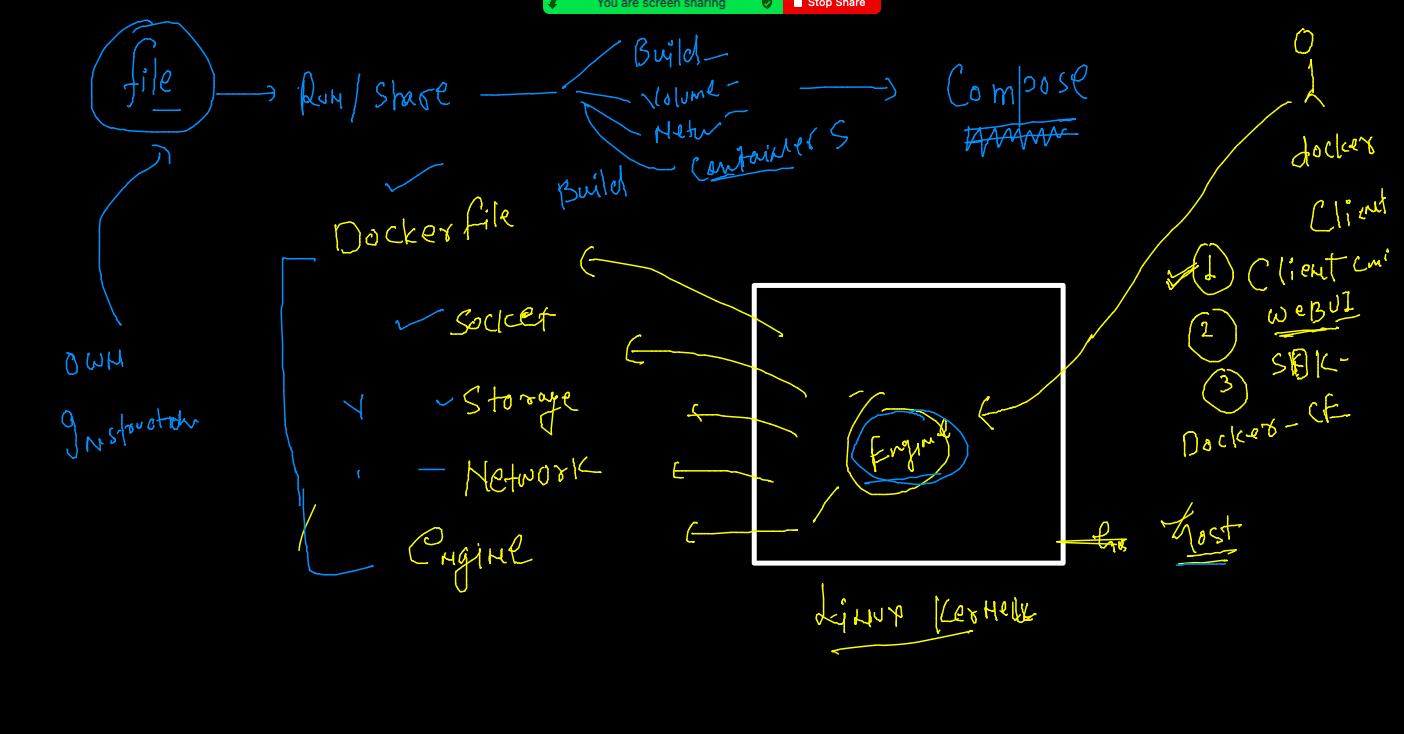 You are screen sharing
Stop Share
file
Run/share
Build
Volume
Netw
Containers
Compose
Build
Dockerfile
Socket
Storage
Network
Engine
own
Instruction
Engine
Linux Kernel
docker
Client
1 Client
WEBUI
2
SDK
3
Docker-CE
Host